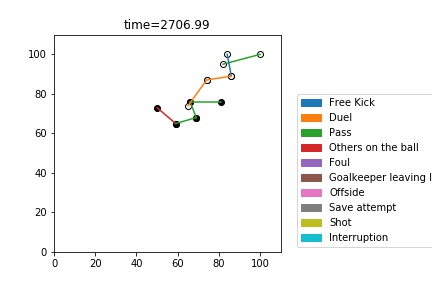 time=2706.99
100
80
60
40
20
0
0 20 40 60 80 100
Free Kick
Duel
Pass
Others on the ball
Foul
Goalkeeper leaving l
Offside
Save attempt
Shot
Interruption